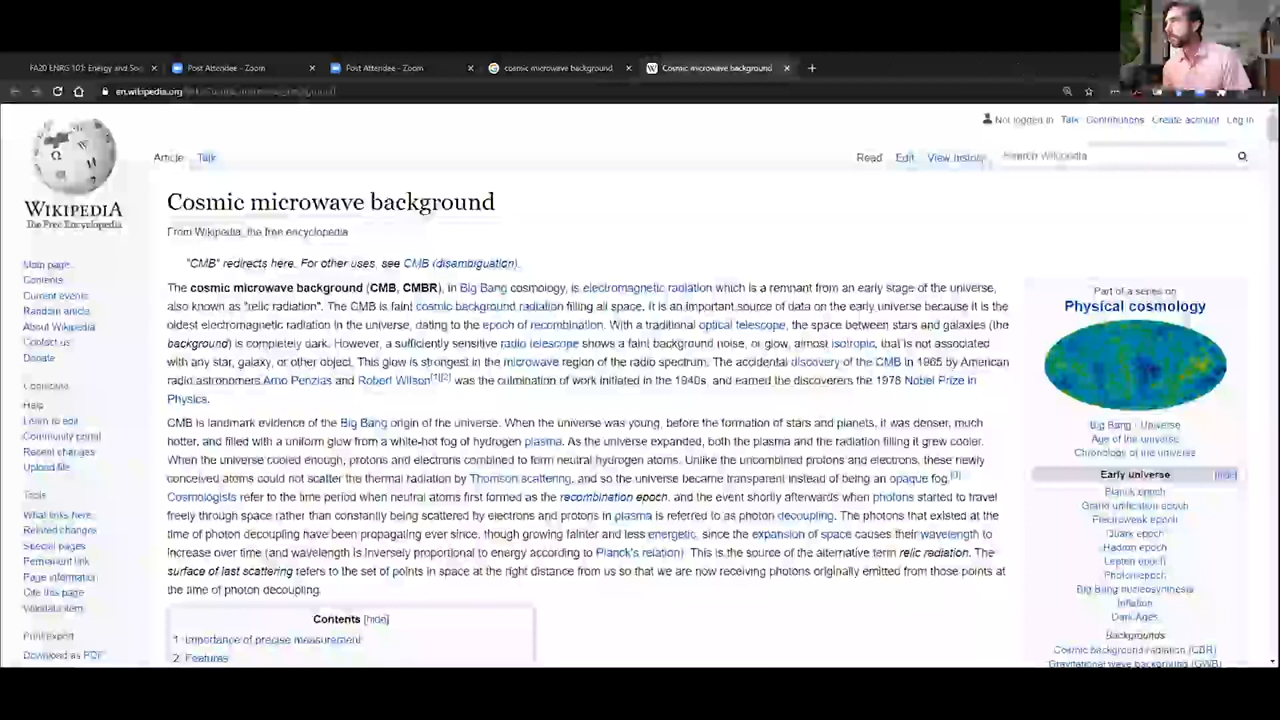 FA20 ENRG 101: Energy and Soc
Post Attendee - Zoom
Post Attendee - Zoom
cosmic microwave background
Cosmic microwave background
en.wikipedia.org
Not logged in Talk Contributions Create account Log in
Article Talk
Read Edit View history Search Wikipedia
WIKIPEDIA
The Free Encyclopedia
Main page
Contents
Current events
Random article
About Wikipedia
Contact us
Donate
Contribute
Help
Learn to edit
Community portal
Recent changes
Upload file
Tools
What links here
Related changes
Special pages
Permanent link
Page information
Cite this page
Wikidata item
Print/export
Download as PDF
Cosmic microwave background
From Wikipedia, the free encyclopedia
"CMB" redirects here. For other uses, see CMB (disambiguation).
The cosmic microwave background (CMB, CMBR), in Big Bang cosmology, is electromagnetic radiation which is a remnant from an early stage of the universe,
also known as "relic radiation". The CMB is faint cosmic background radiation filling all space. It is an important source of data on the early universe because it is the
oldest electromagnetic radiation in the universe, dating to the epoch of recombination. With a traditional optical telescope, the space between stars and galaxies (the
background) is completely dark. However, a sufficiently sensitive radio telescope shows a faint background noise, or glow, almost isotropic, that is not associated
with any star, galaxy, or other object. This glow is strongest in the microwave region of the radio spectrum. The accidental discovery of the CMB in 1965 by American
radio astronomers Arno Penzias and Robert Wilson[1][2] was the culmination of work initiated in the 1940s, and earned the discoverers the 1978 Nobel Prize in
Physics.
CMB is landmark evidence of the Big Bang origin of the universe. When the universe was young, before the formation of stars and planets, it was denser, much
hotter, and filled with a uniform glow from a white-hot fog of hydrogen plasma. As the universe expanded, both the plasma and the radiation filling it grew cooler.
When the universe cooled enough, protons and electrons combined to form neutral hydrogen atoms. Unlike the uncombined protons and electrons, these newly
conceived atoms could not scatter the thermal radiation by Thomson scattering, and so the universe became transparent instead of being an opaque fog.[3]
Cosmologists refer to the time period when neutral atoms first formed as the recombination epoch, and the event shortly afterwards when photons started to travel
freely through space rather than constantly being scattered by electrons and protons in plasma is referred to as photon decoupling. The photons that existed at the
time of photon decoupling have been propagating ever since, though growing fainter and less energetic, since the expansion of space causes their wavelength to
increase over time (and wavelength is inversely proportional to energy according to Planck's relation). This is the source of the alternative term relic radiation. The
surface of last scattering refers to the set of points in space at the right distance from us so that we are now receiving photons originally emitted from those points at
the time of photon decoupling.
Contents [hide]
1 Importance of precise measurement
2 Features
Part of a series on
Physical cosmology
Big Bang · Universe
Age of the universe
Chronology of the universe
Early universe [hide]
Planck epoch
Grand unification epoch
Electroweak epoch
Quark epoch
Hadron epoch
Lepton epoch
Photon epoch
Big Bang nucleosynthesis
Inflation
Dark Ages
Backgrounds
Cosmic background radiation (CBR)
Gravitational wave background (GWB)